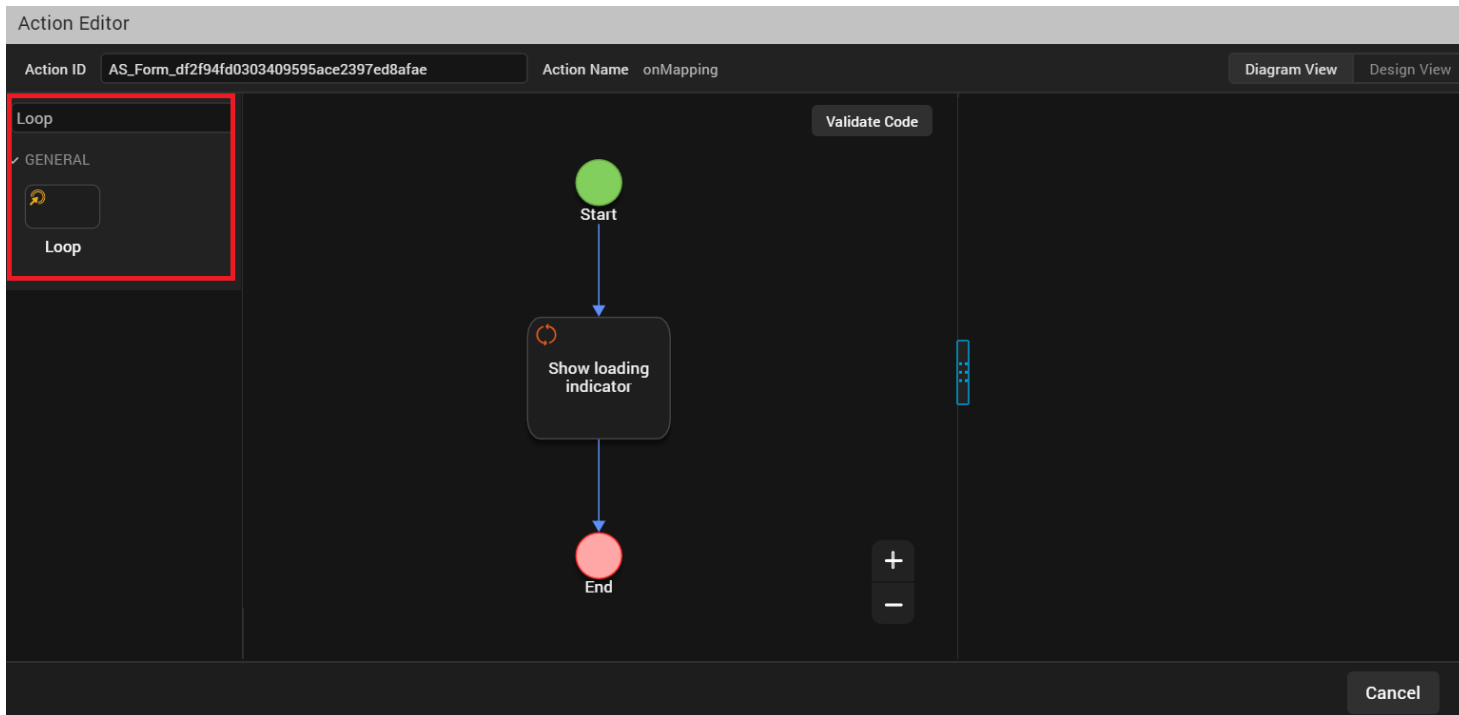 Action Editor
Action ID AS_Form_df2f94fd0303409595ace2397ed8afae Action Name onMapping Diagram View Design View
Loop
Validate Code
GENERAL
Loop
Start
Show loading
indicator
End
Cancel